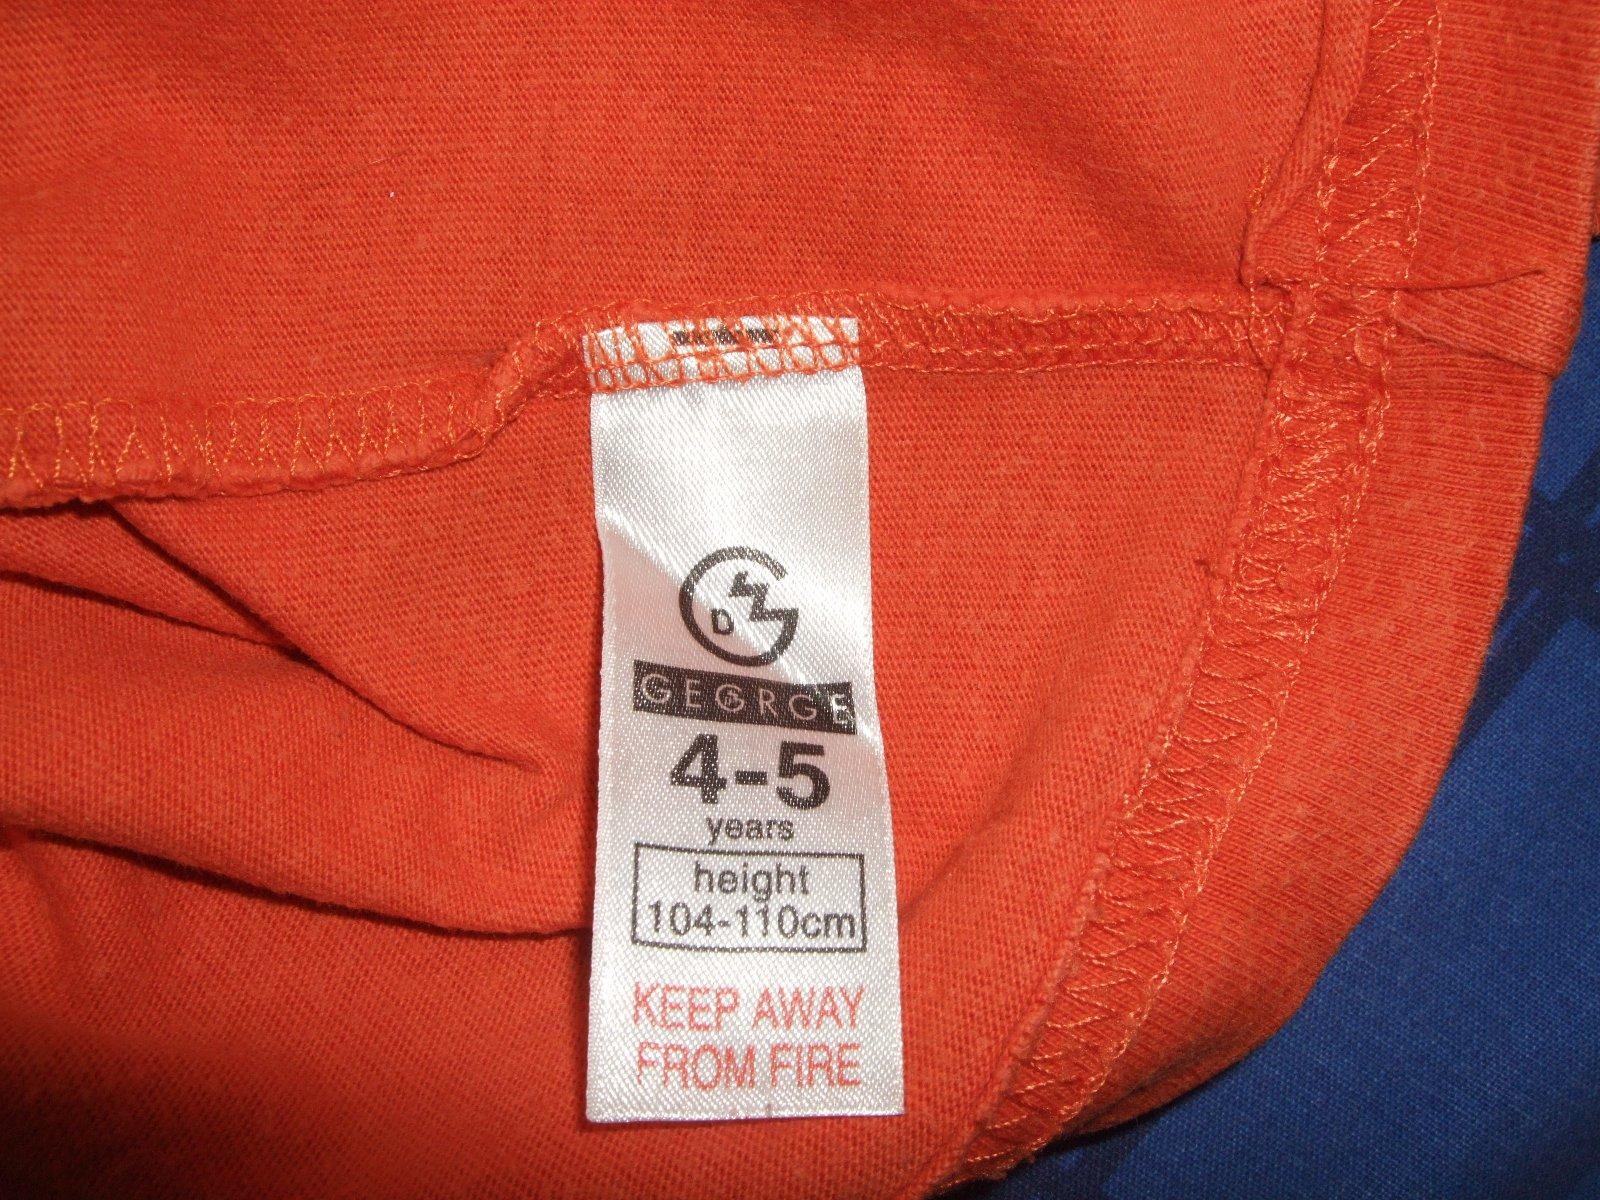 GEORGE
4-5
years
height
104-110cm
KEEP AWAY
FROM FIRE